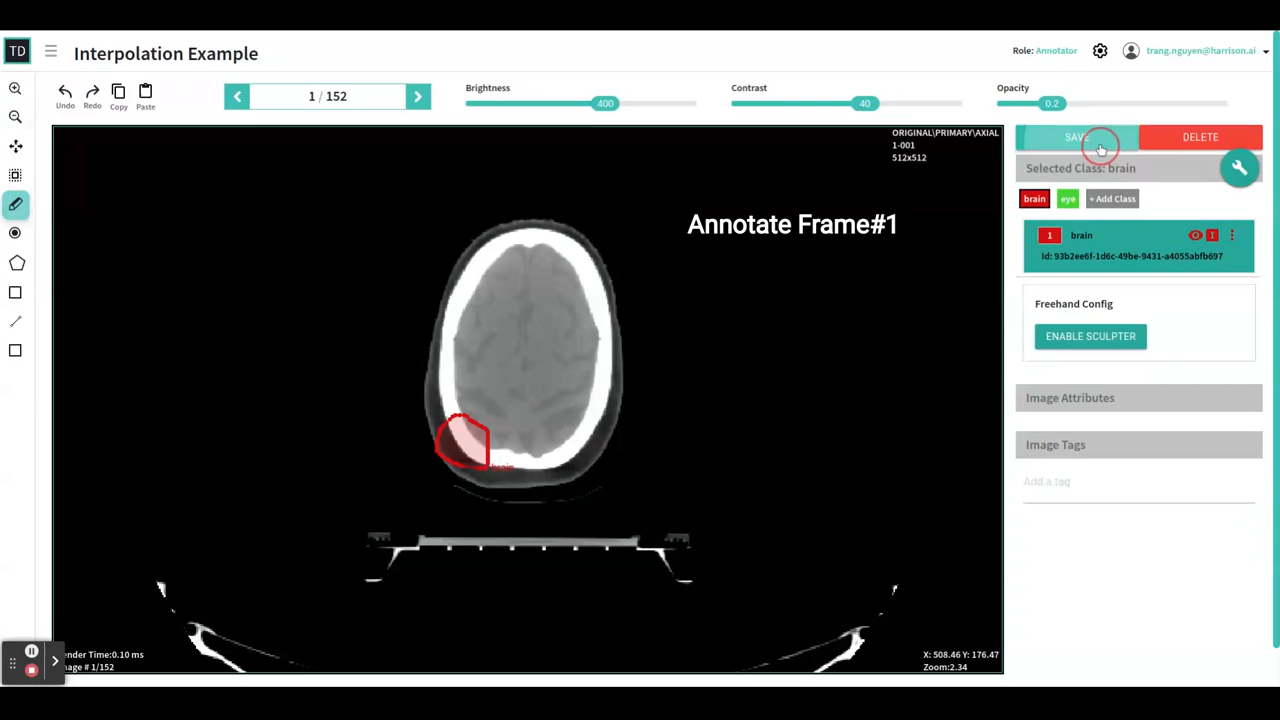 TD
Interpolation Example
Role: Annotator
trang.nguyen@harrison.ai
Undo
Redo
Copy
Paste
1 / 152
Brightness
400
Contrast
40
Opacity
0.2
ORIGINAL\PRIMARY\AXIAL
1-001
512x512
Annotate Frame#1
brain
ender Time:0.10 ms
mage # 1/152
X: 508.46 Y: 176.47
Zoom:2.34
SAVE
DELETE
Selected Class: brain
brain
eye
+ Add Class
1
brain
I
Id: 93b2ee6f-1d6c-49be-9431-a4055abfb697
Freehand Config
ENABLE SCULPTER
Image Attributes
Image Tags
Add a tag